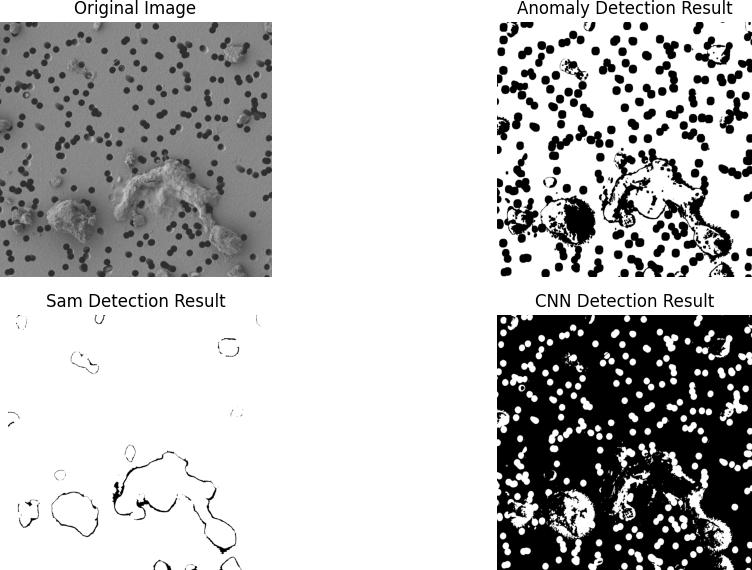 Original Image
Anomaly Detection Result
Sam Detection Result
CNN Detection Result